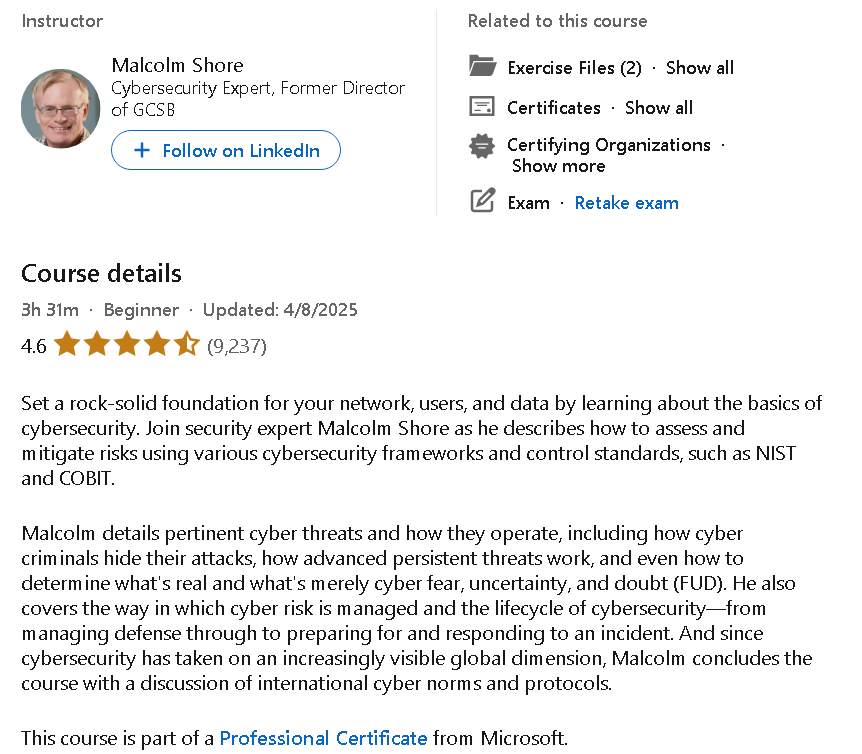 Instructor
Malcolm Shore
Cybersecurity Expert, Former Director
of GCSB
+ Follow on LinkedIn
Related to this course
Exercise Files (2) · Show all
Certificates · Show all
Certifying Organizations ·
Show more
Exam · Retake exam
Course details
3h 31m · Beginner · Updated: 4/8/2025
4.6 (9,237)
Set a rock-solid foundation for your network, users, and data by learning about the basics of
cybersecurity. Join security expert Malcolm Shore as he describes how to assess and
mitigate risks using various cybersecurity frameworks and control standards, such as NIST
and COBIT.
Malcolm details pertinent cyber threats and how they operate, including how cyber
criminals hide their attacks, how advanced persistent threats work, and even how to
determine what's real and what's merely cyber fear, uncertainty, and doubt (FUD). He also
covers the way in which cyber risk is managed and the lifecycle of cybersecurity—from
managing defense through to preparing for and responding to an incident. And since
cybersecurity has taken on an increasingly visible global dimension, Malcolm concludes the
course with a discussion of international cyber norms and protocols.
This course is part of a Professional Certificate from Microsoft.